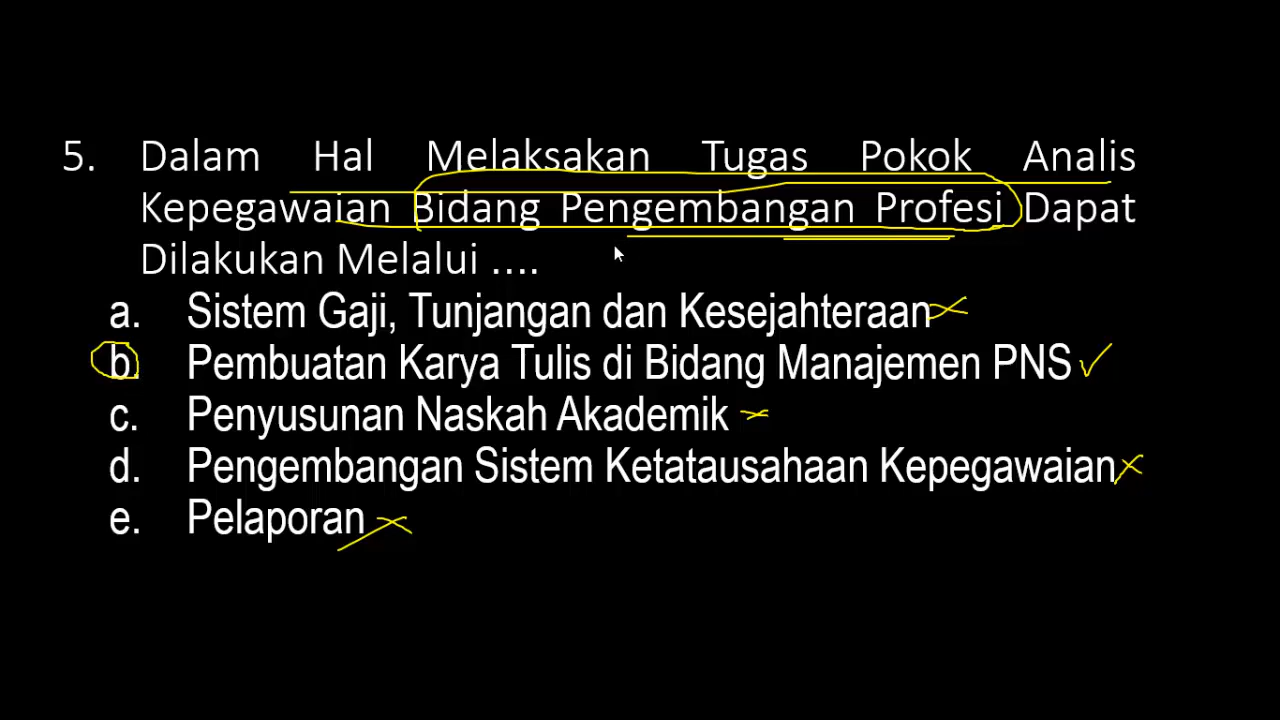 5. Dalam Hal Melaksakan Tugas Pokok Analis
Kepegawaian Bidang Pengembangan Profesi Dapat
Dilakukan Melalui ....
a. Sistem Gaji, Tunjangan dan Kesejahteraan
b. Pembuatan Karya Tulis di Bidang Manajemen PNS
c. Penyusunan Naskah Akademik
d. Pengembangan Sistem Ketatausahaan Kepegawaian
e. Pelaporan